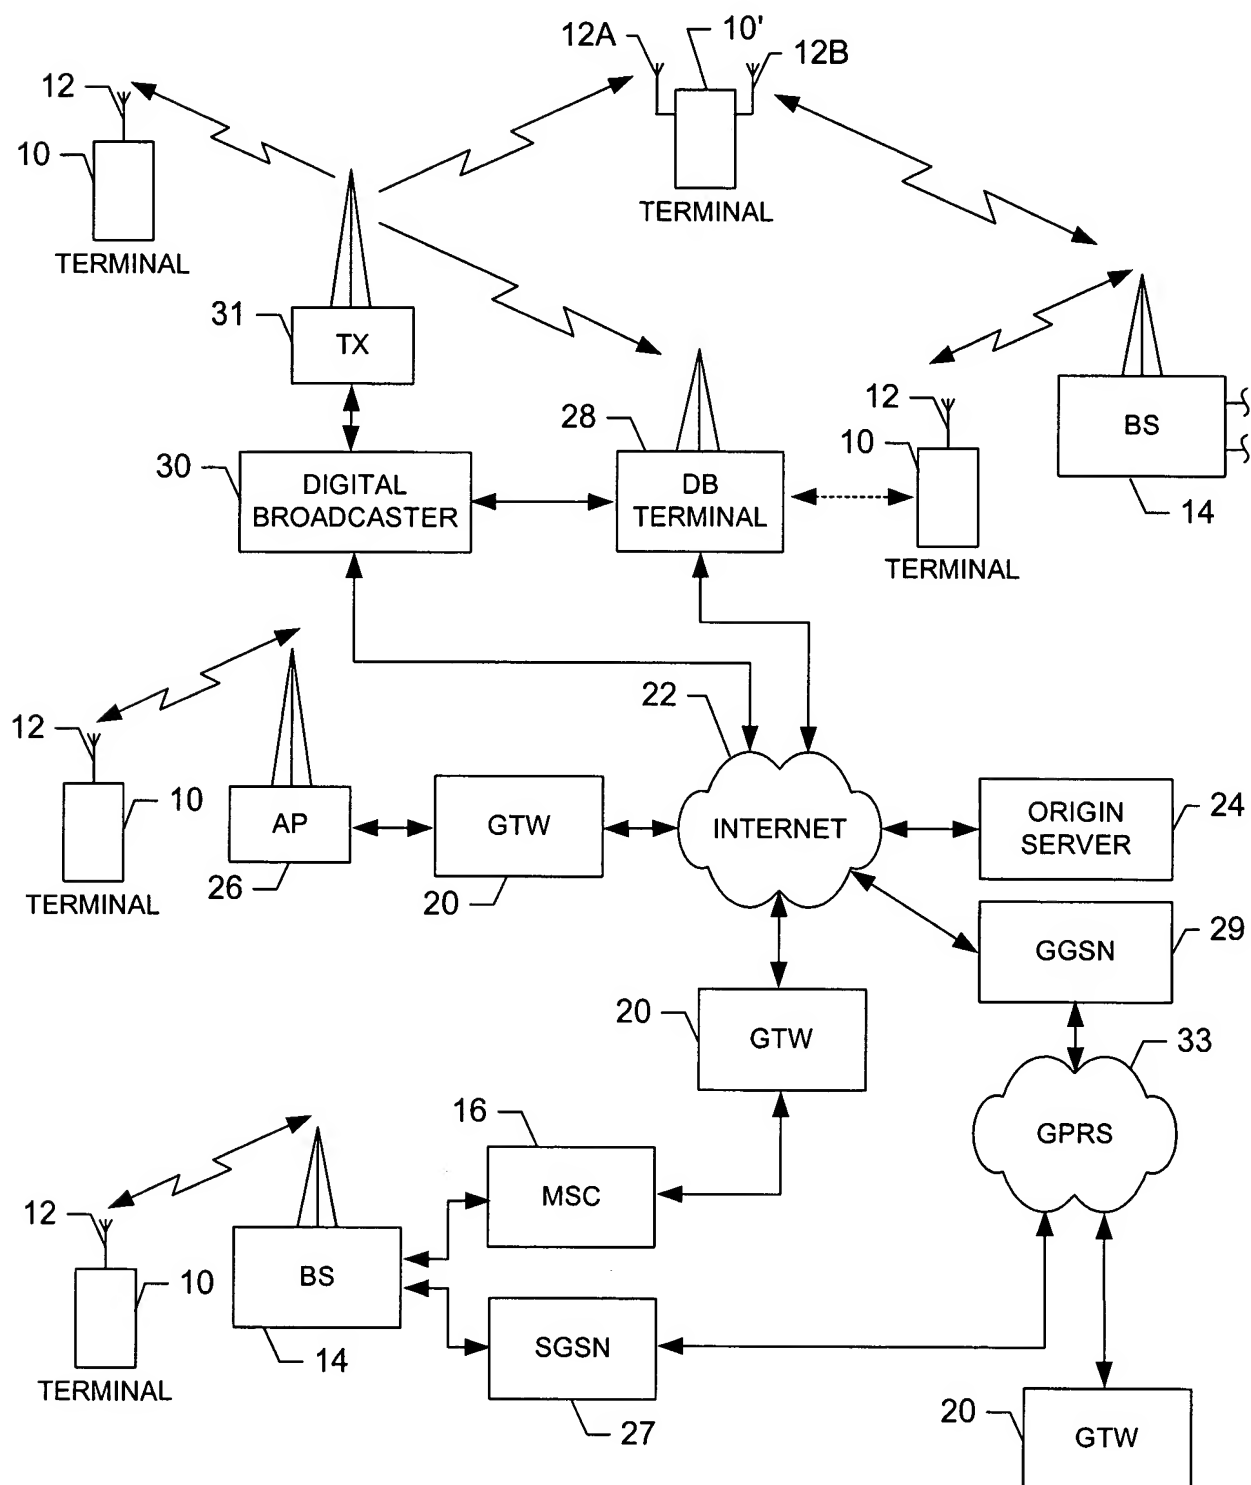 12A
10'
12B
12
10
TERMINAL
TERMINAL
31
TX
28
12
BS
30
DIGITAL
BROADCASTER
DB
TERMINAL
10
14
TERMINAL
22
12
10
AP
GTW
INTERNET
ORIGIN
SERVER
24
TERMINAL
26
20
GGSN
29
20
GTW
33
16
GPRS
MSC
12
10
BS
14
SGSN
TERMINAL
27
20
GTW